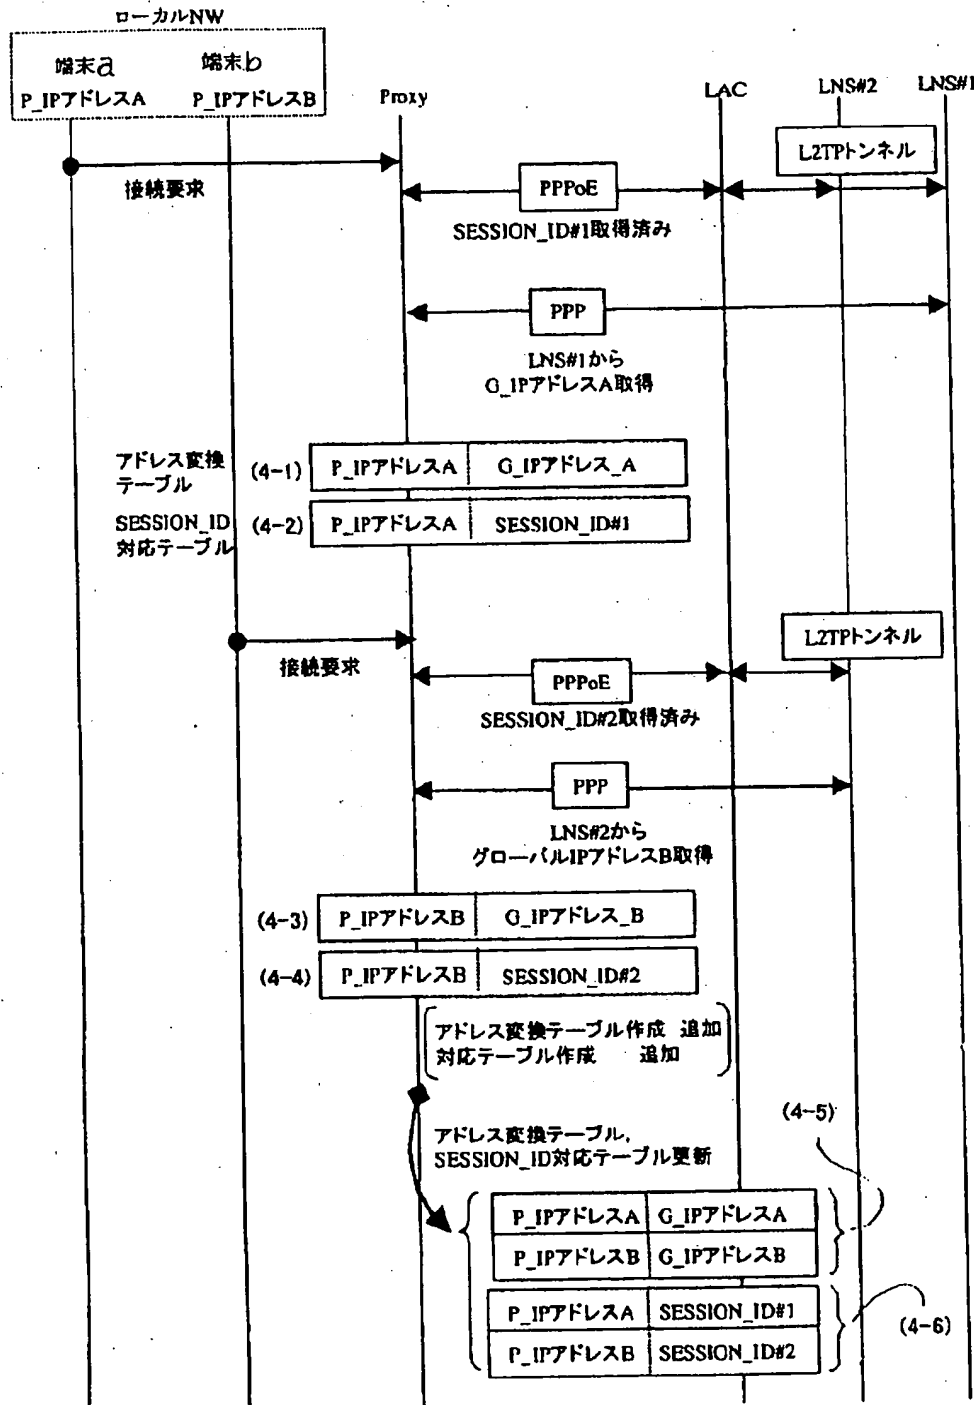 ローカルNW
端末a 端末b
P_IPアドレスA P_IPアドレスB Proxy LAC LNS#2 LNS#1
L2TPトンネル
接続要求
PPPoE
SESSION_ID#1取得済み
PPP
LNS#1から
G_IPアドレスA取得
アドレス変換
テーブル
(4-1) P_IPアドレスA G_IPアドレス_A
SESSION_ID
対応テーブル
(4-2) P_IPアドレスA SESSION_ID#1
L2TPトンネル
接続要求
PPPoE
SESSION_ID#2取得済み
PPP
LNS#2から
グローバルIPアドレスB取得
(4-3) P_IPアドレスB G_IPアドレス_B
(4-4) P_IPアドレスB SESSION_ID#2
アドレス変換テーブル作成 追加
対応テーブル作成 追加
(4-5)
アドレス変換テーブル,
SESSION_ID対応テーブル更新
P_IPアドレスA G_IPアドレスA
P_IPアドレスB G_IPアドレスB
P_IPアドレスA SESSION_ID#1
P_IPアドレスB SESSION_ID#2
(4-6)